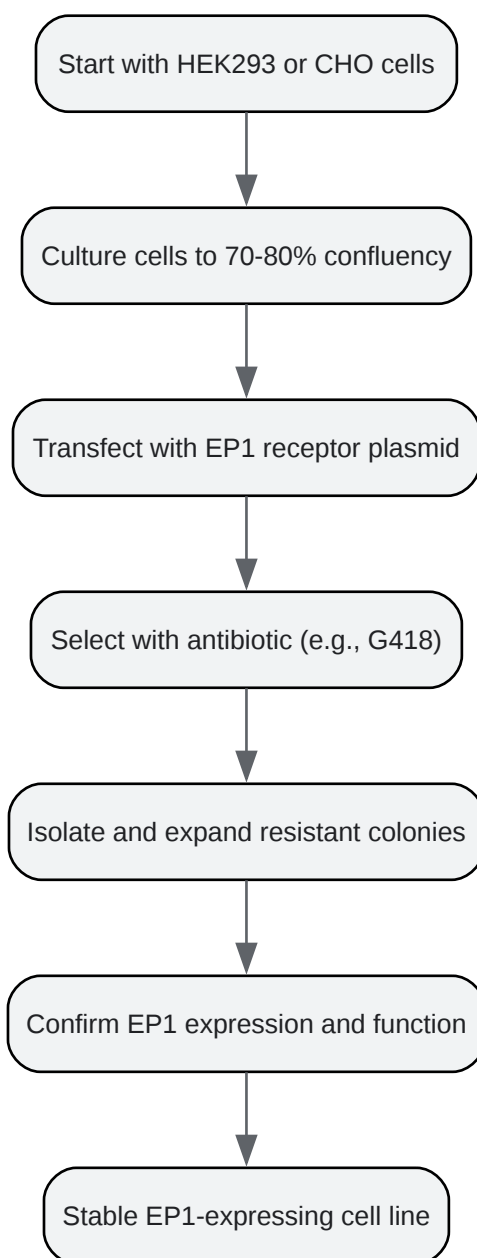 Start with HEK293 or CHO cells
Culture cells to 70-80% confluency
Transfect with EP1 receptor plasmid
Select with antibiotic (e.g., G418)
Isolate and expand resistant colonies
Confirm EP1 expression and function
Stable EP1-expressing cell line